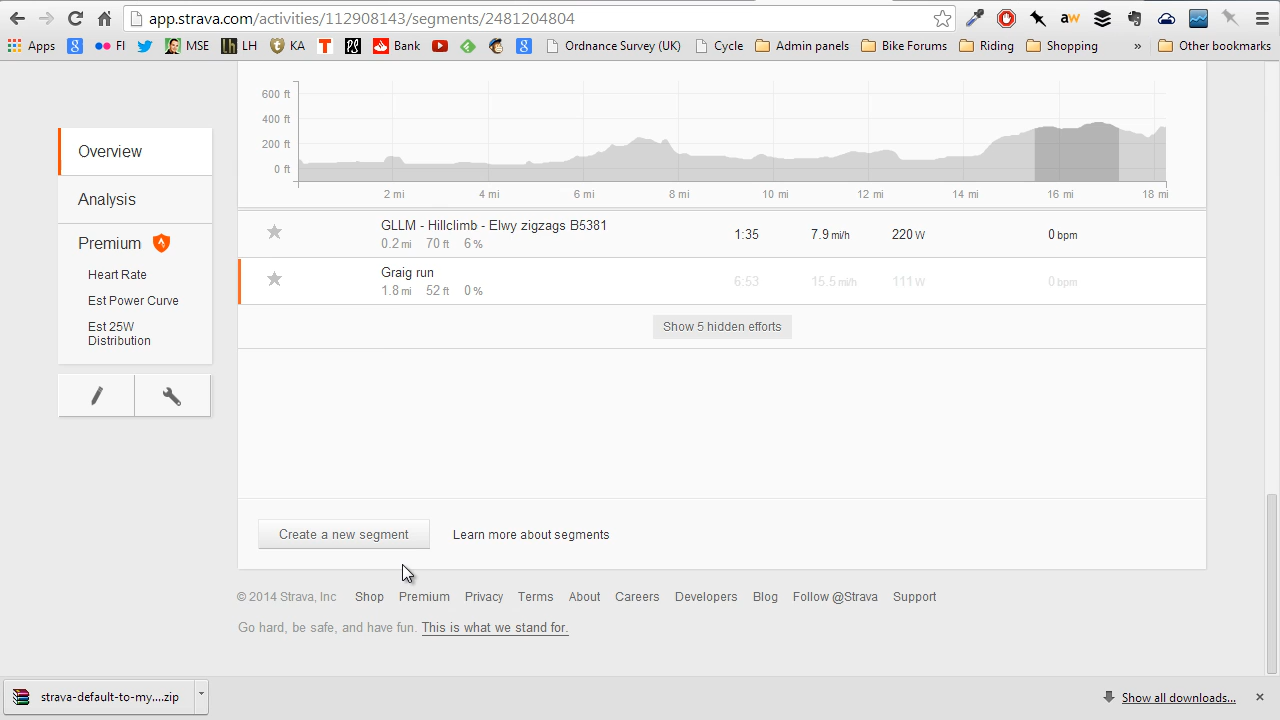 app.strava.com/activities/112908143/segments/2481204804
Apps FI MSE LH KA Bank Ordnance Survey (UK) Cycle Admin panels Bike Forums Riding Shopping » Other bookmarks
600 ft
400 ft
200 ft
0 ft
2 mi 4 mi 6 mi 8 mi 10 mi 12 mi 14 mi 16 mi 18 mi
Overview
Analysis
Premium
Heart Rate
Est Power Curve
Est 25W
Distribution
GLLM - Hillclimb - Elwy zigzags B5381
0.2 mi 70 ft 6 %
1:35 7.9 mi/h 220 W 0 bpm
Graig run
1.8 mi 52 ft 0 %
6:53 15.5 mi/h 111 W 0 bpm
Show 5 hidden efforts
Create a new segment Learn more about segments
© 2014 Strava, Inc Shop Premium Privacy Terms About Careers Developers Blog Follow @Strava Support
Go hard, be safe, and have fun. This is what we stand for.
strava-default-to-my....zip
Show all downloads...